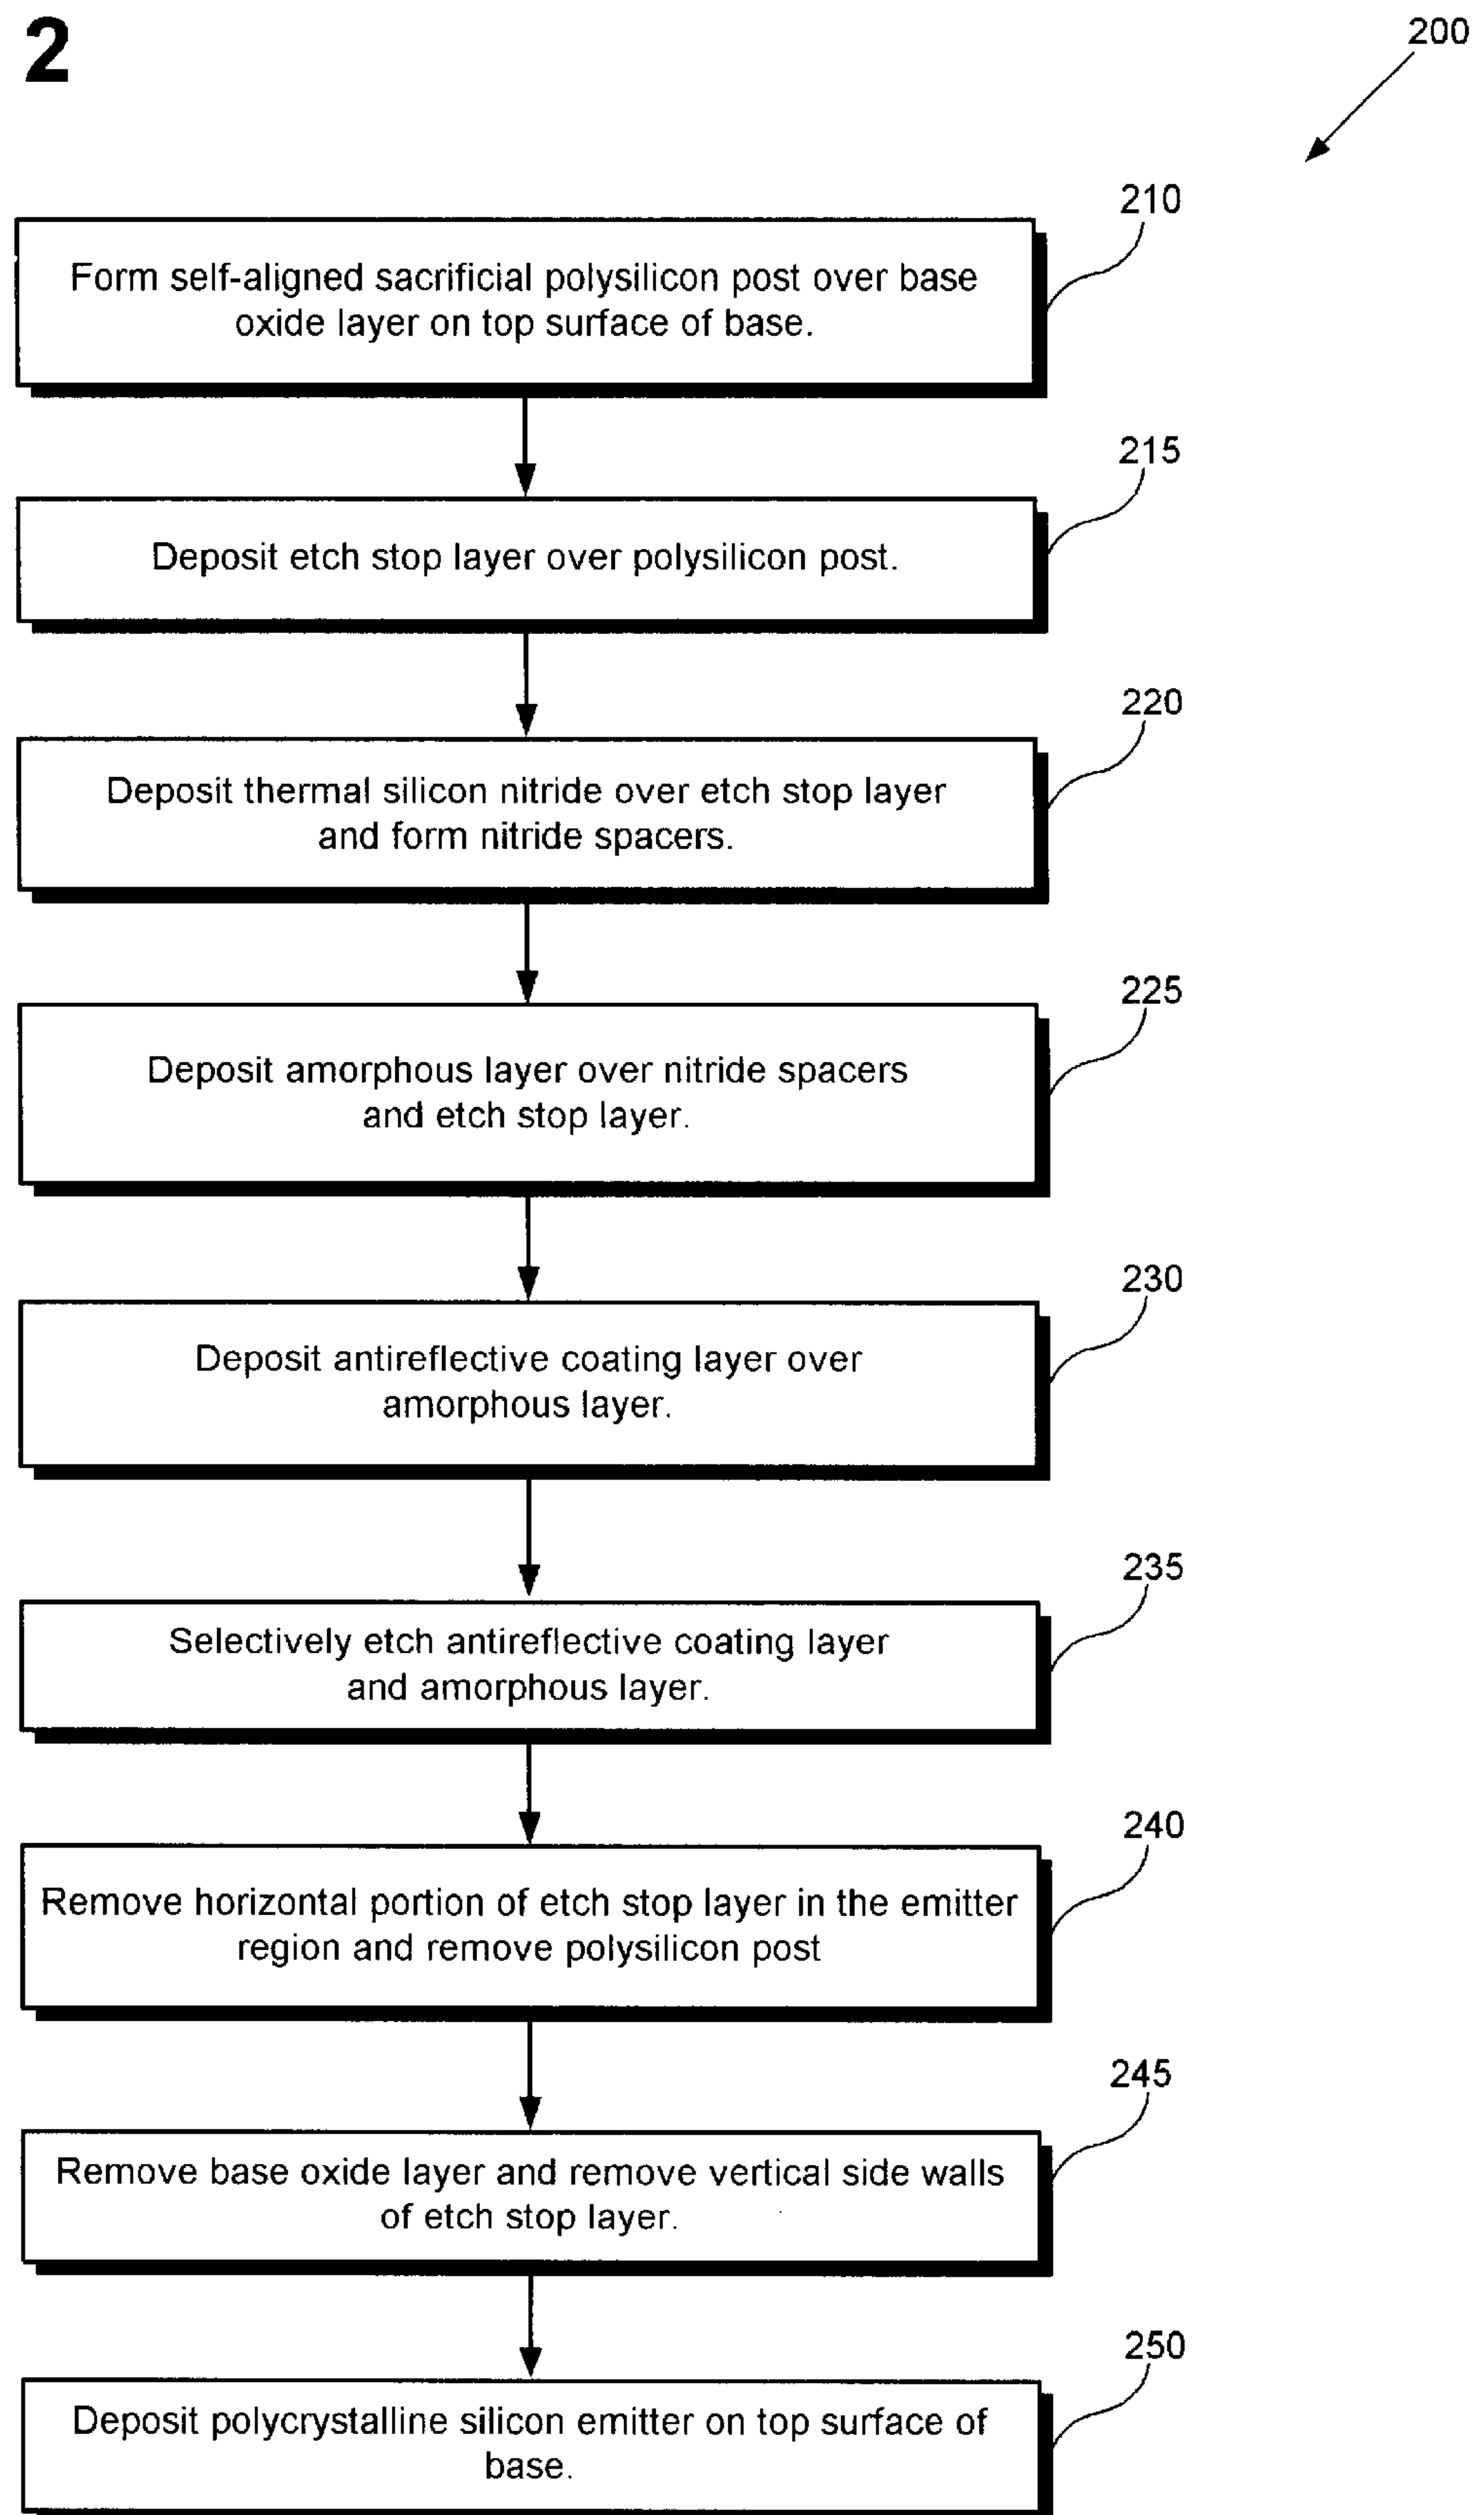 2
200
210
Form self-aligned sacrificial polysilicon post over base
oxide layer on top surface of base.
215
Deposit etch stop layer over polysilicon post.
220
Deposit thermal silicon nitride over etch stop layer
and form nitride spacers.
225
Deposit amorphous layer over nitride spacers
and etch stop layer.
230
Deposit antireflective coating layer over
amorphous layer.
235
Selectively etch antireflective coating layer
and amorphous layer.
240
Remove horizontal portion of etch stop layer in the emitter
region and remove polysilicon post
245
Remove base oxide layer and remove vertical side walls
of etch stop layer.
250
Deposit polycrystalline silicon emitter on top surface of
base.